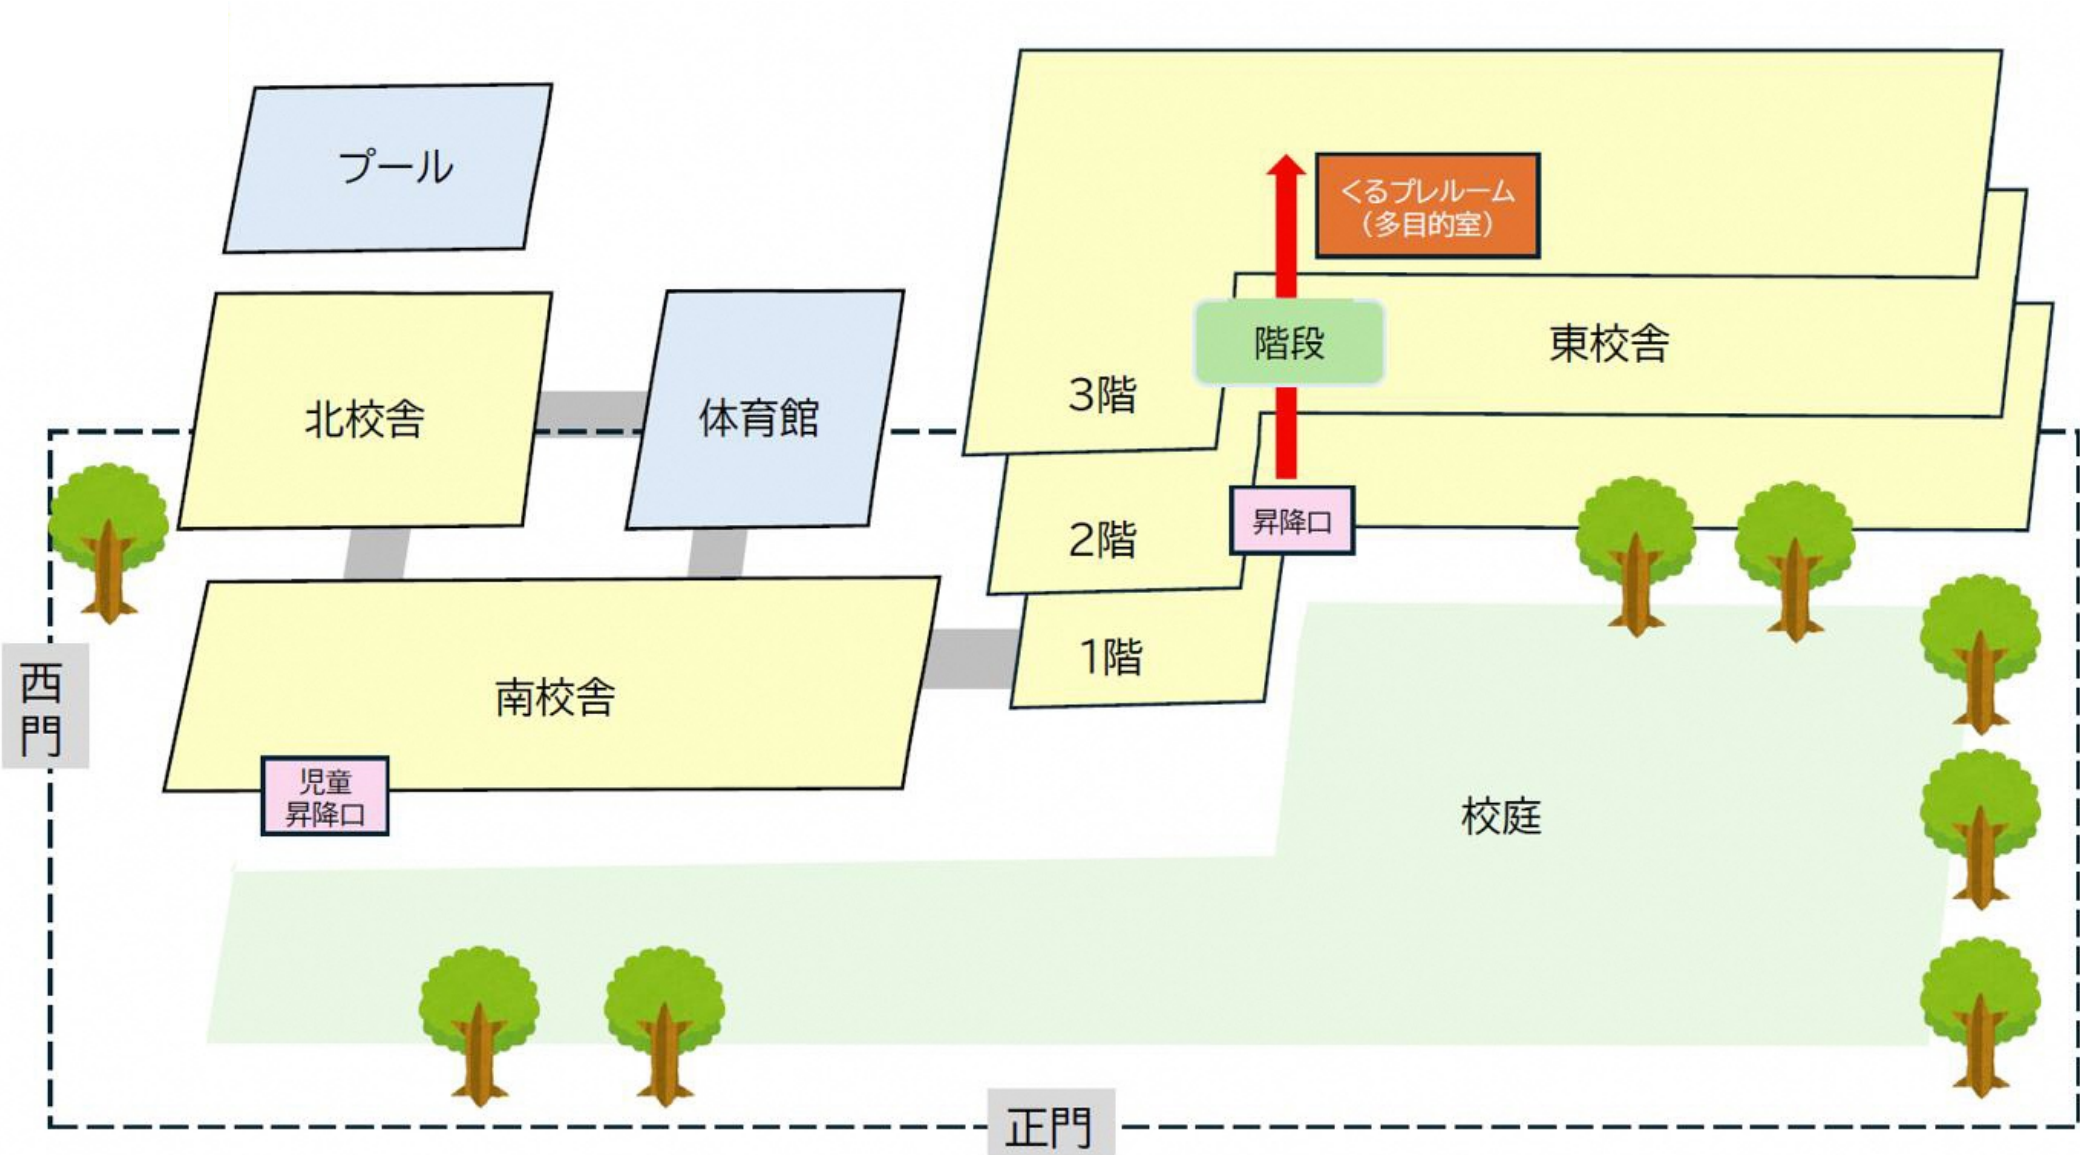 プール
くるプレルーム
（多目的室）
階段
東校舎
3階
北校舎
体育館
昇降口
2階
1階
西
門
南校舎
児童
昇降口
校庭
正門